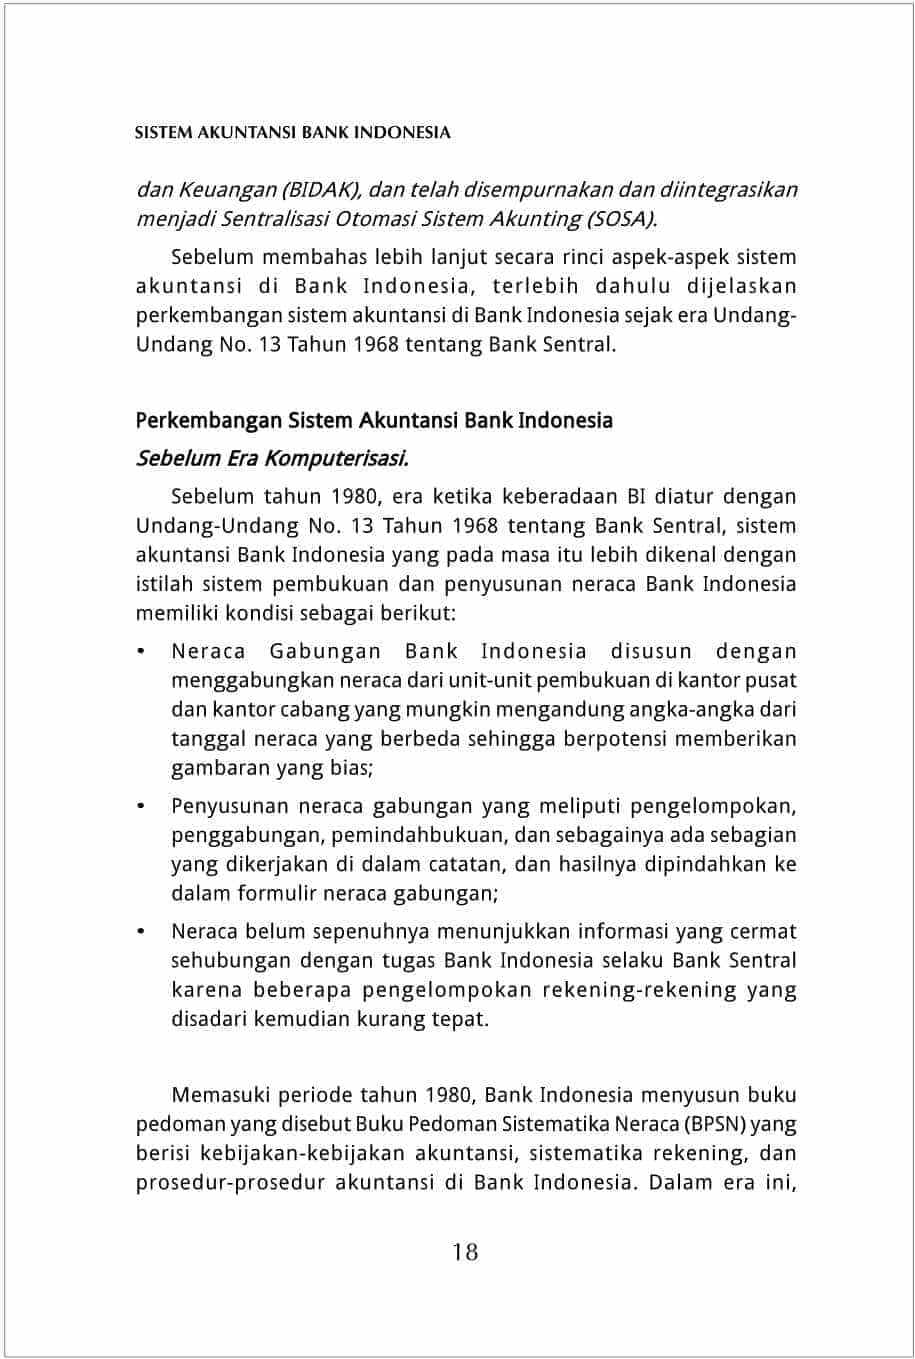 SISTEM AKUNTANSI BANK INDONESIA
dan Keuangan (BIDAK), dan telah disempurnakan dan diintegrasikan
menjadi Sentralisasi Otomasi Sistem Akunting (SOSA).
Sebelum membahas lebih lanjut secara rinci aspek-aspek sistem
akuntansi di Bank Indonesia, terlebih dahulu dijelaskan
perkembangan sistem akuntansi di Bank Indonesia sejak era Undang-
Undang No. 13 Tahun 1968 tentang Bank Sentral.
Perkembangan Sistem Akuntansi Bank Indonesia
Sebelum Era Komputerisasi.
Sebelum tahun 1980, era ketika keberadaan BI diatur dengan
Undang-Undang No. 13 Tahun 1968 tentang Bank Sentral, sistem
akuntansi Bank Indonesia yang pada masa itu lebih dikenal dengan
istilah sistem pembukuan dan penyusunan neraca Bank Indonesia
memiliki kondisi sebagai berikut:
• Neraca Gabungan Bank Indonesia disusun dengan
menggabungkan neraca dari unit-unit pembukuan di kantor pusat
dan kantor cabang yang mungkin mengandung angka-angka dari
tanggal neraca yang berbeda sehingga berpotensi memberikan
gambaran yang bias;
• Penyusunan neraca gabungan yang meliputi pengelompokan,
penggabungan, pemindahbukuan, dan sebagainya ada sebagian
yang dikerjakan di dalam catatan, dan hasilnya dipindahkan ke
dalam formulir neraca gabungan;
• Neraca belum sepenuhnya menunjukkan informasi yang cermat
sehubungan dengan tugas Bank Indonesia selaku Bank Sentral
karena beberapa pengelompokan rekening-rekening yang
disadari kemudian kurang tepat.
Memasuki periode tahun 1980, Bank Indonesia menyusun buku
pedoman yang disebut Buku Pedoman Sistematika Neraca (BPSN) yang
berisi kebijakan-kebijakan akuntansi, sistematika rekening, dan
prosedur-prosedur akuntansi di Bank Indonesia. Dalam era ini,
18